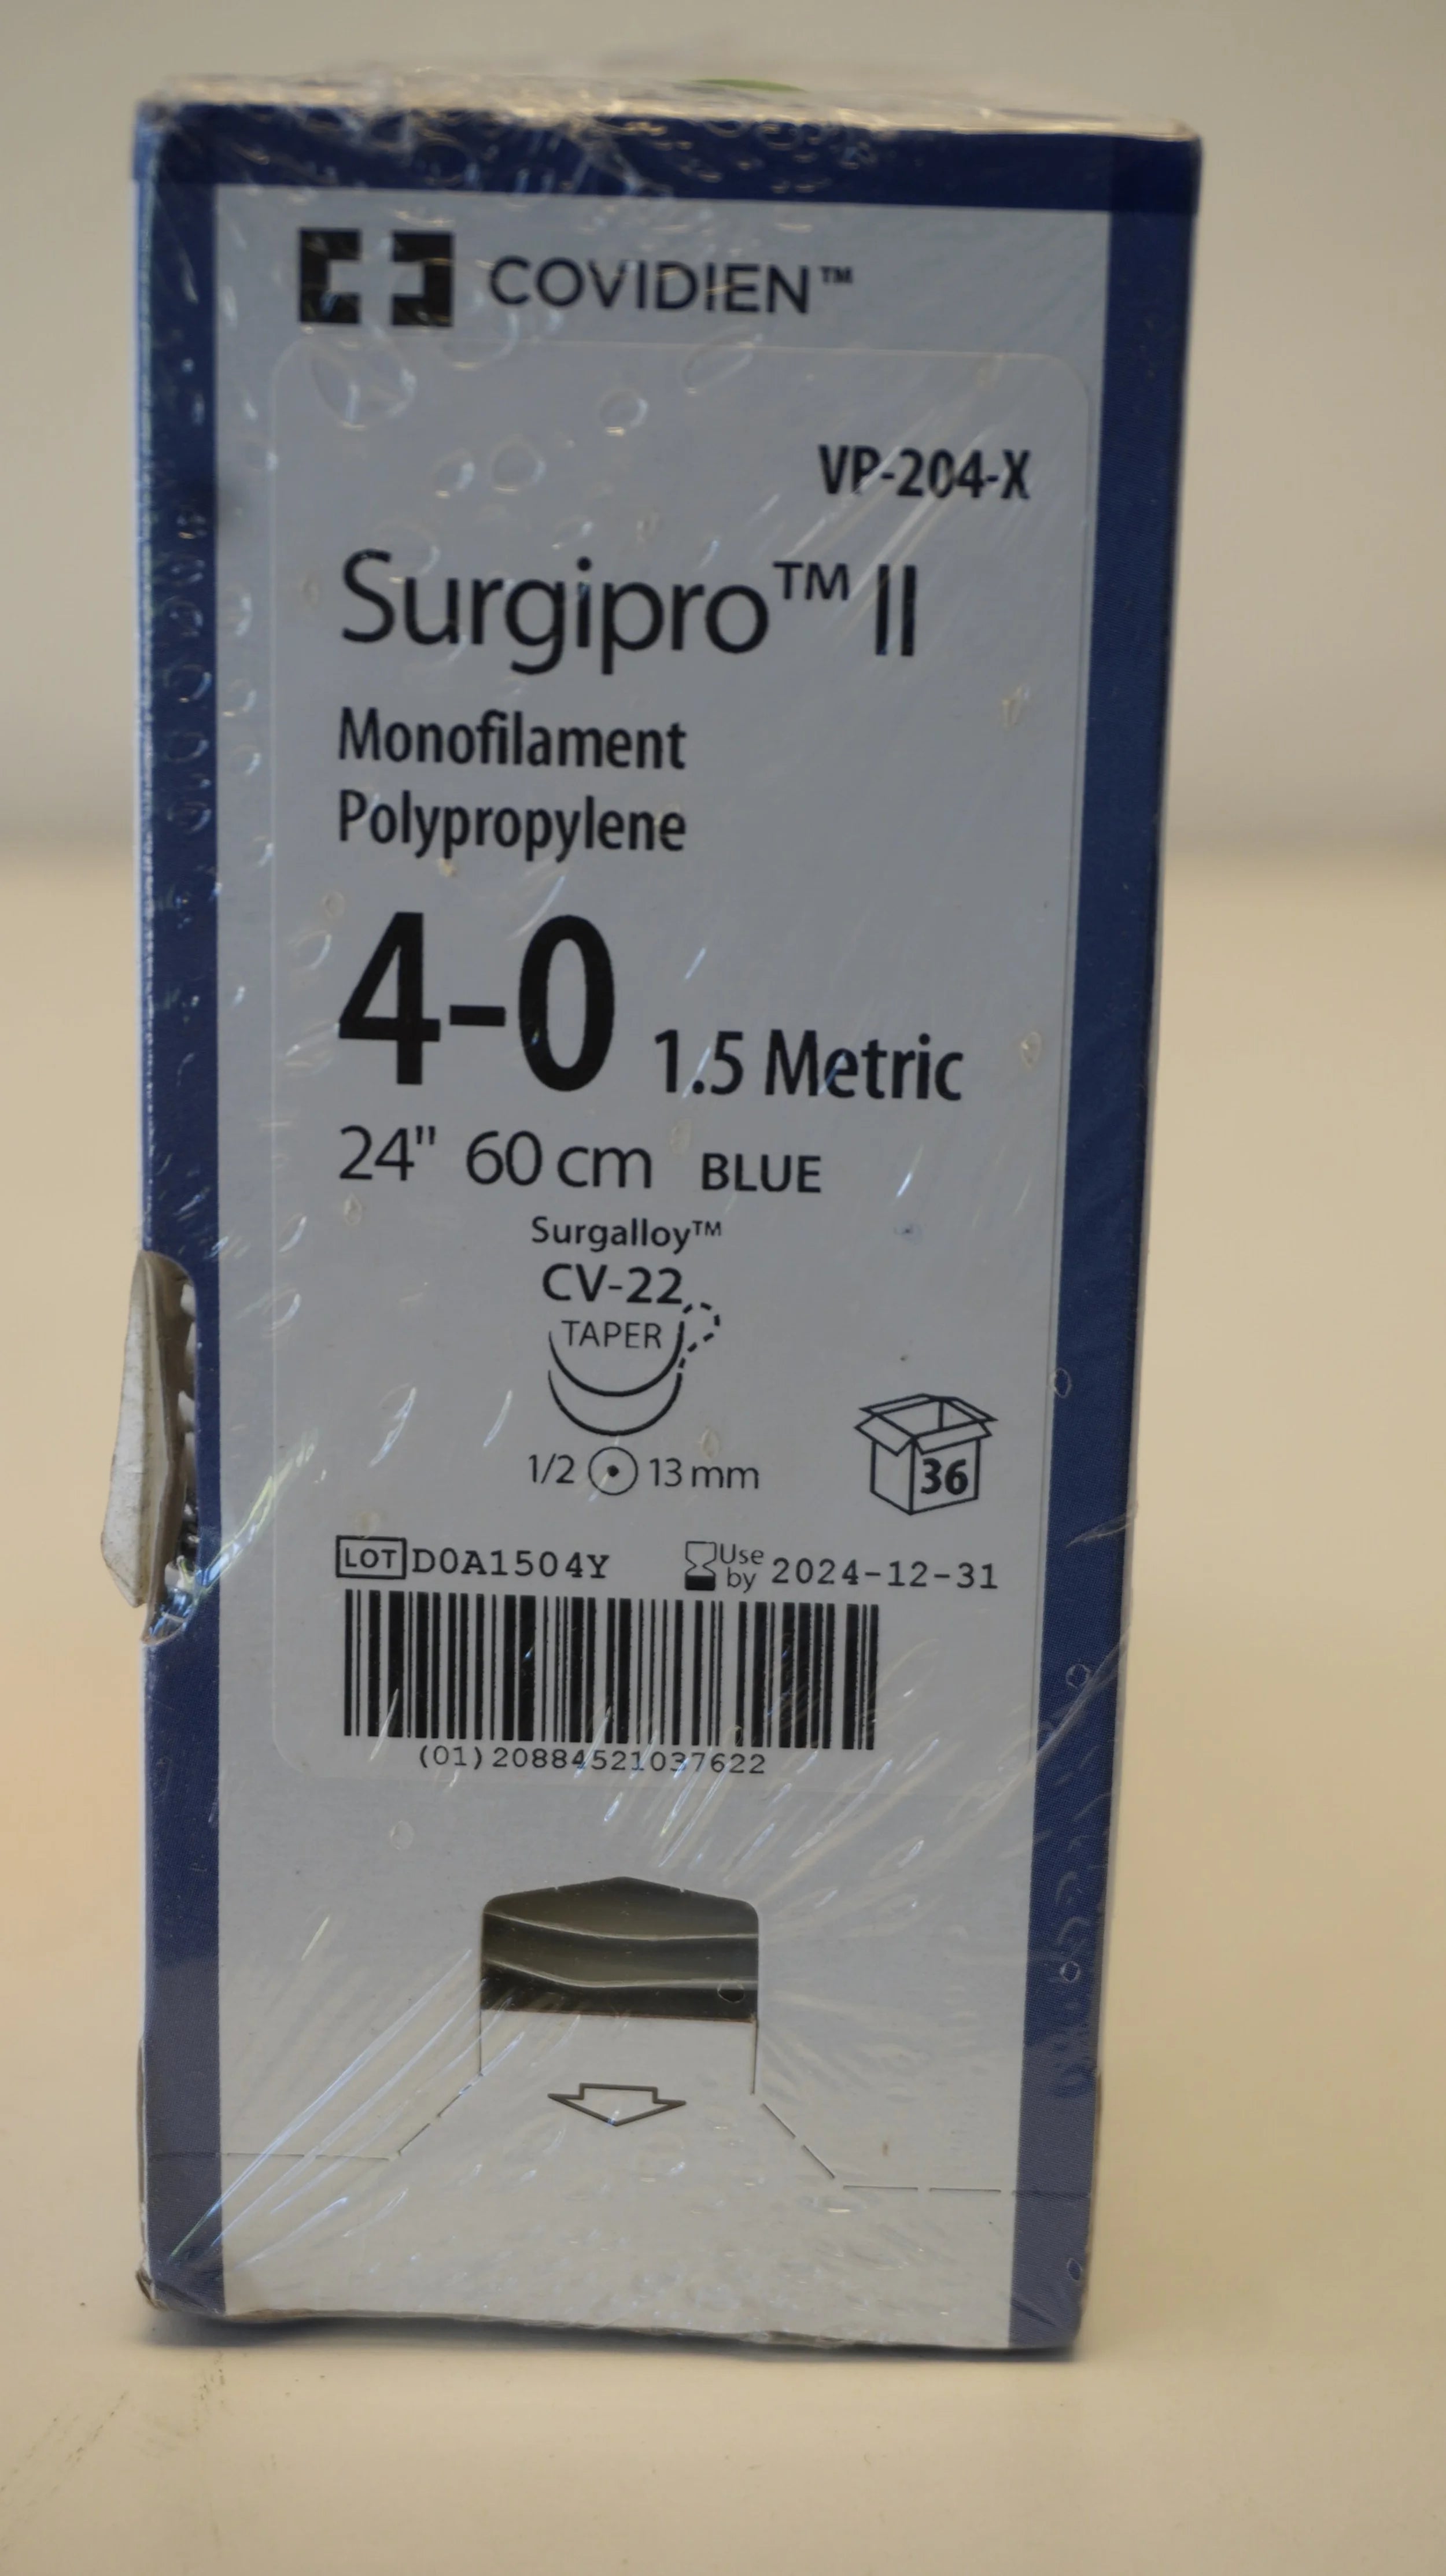 COVIDIEN™
VP-204-X
Surgipro™ II
Monofilament
Polypropylene
4-0 1.5 Metric
24" 60 cm BLUE
Surgalloy™
CV-22
TAPER
1/2 13 mm
36
LOT D0A1504Y
Use by 2024-12-31
(01)20884521037622